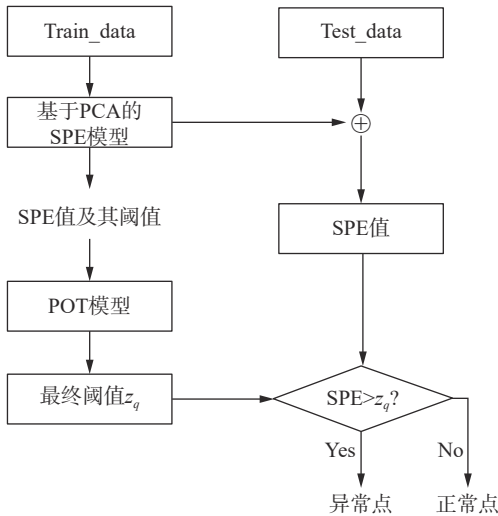 Train_data
Test_data
基于PCA的
SPE模型
⊕
SPE值及其阈值
SPE值
POT模型
最终阈值z_q
SPE>z_q?
Yes
No
异常点
正常点